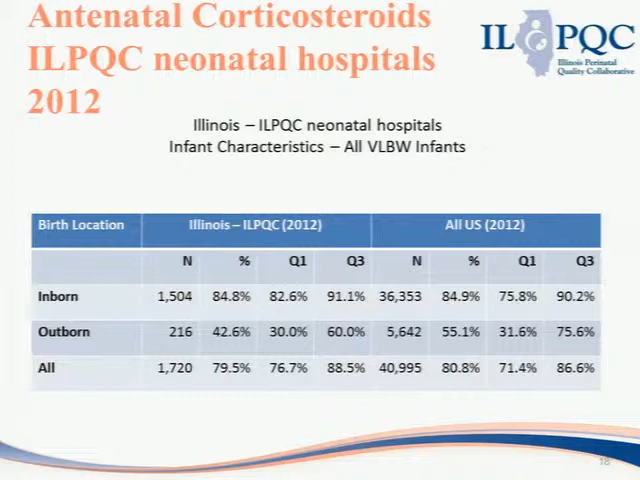 Antenatal Corticosteroids
ILPQC neonatal hospitals
2012
IL PQC
Illinois Perinatal
Quality Collaborative
Illinois – ILPQC neonatal hospitals
Infant Characteristics – All VLBW Infants
Birth Location Illinois – ILPQC (2012) All US (2012)
N % Q1 Q3 N % Q1 Q3
Inborn 1,504 84.8% 82.6% 91.1% 36,353 84.9% 75.8% 90.2%
Outborn 216 42.6% 30.0% 60.0% 5,642 55.1% 31.6% 75.6%
All 1,720 79.5% 76.7% 88.5% 40,995 80.8% 71.4% 86.6%
18